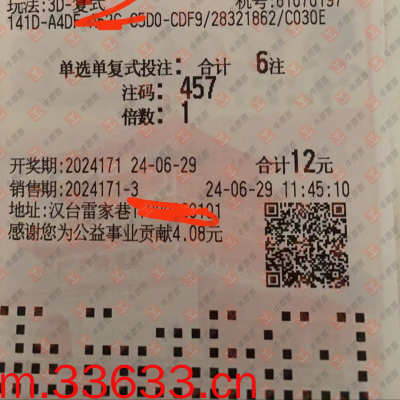 玩法:3D-复式
机号:61070197
141D-A4DF C5D0-CDF9/28321862/C030E
单选单复式投注: 合计 6注
注码: 457
倍数: 1
开奖期:2024171 24-06-29 合计12元
销售期:2024171-3 24-06-29 11:45:10
地址:汉台雷家巷
感谢您为公益事业贡献4.08元
m.33633.cn